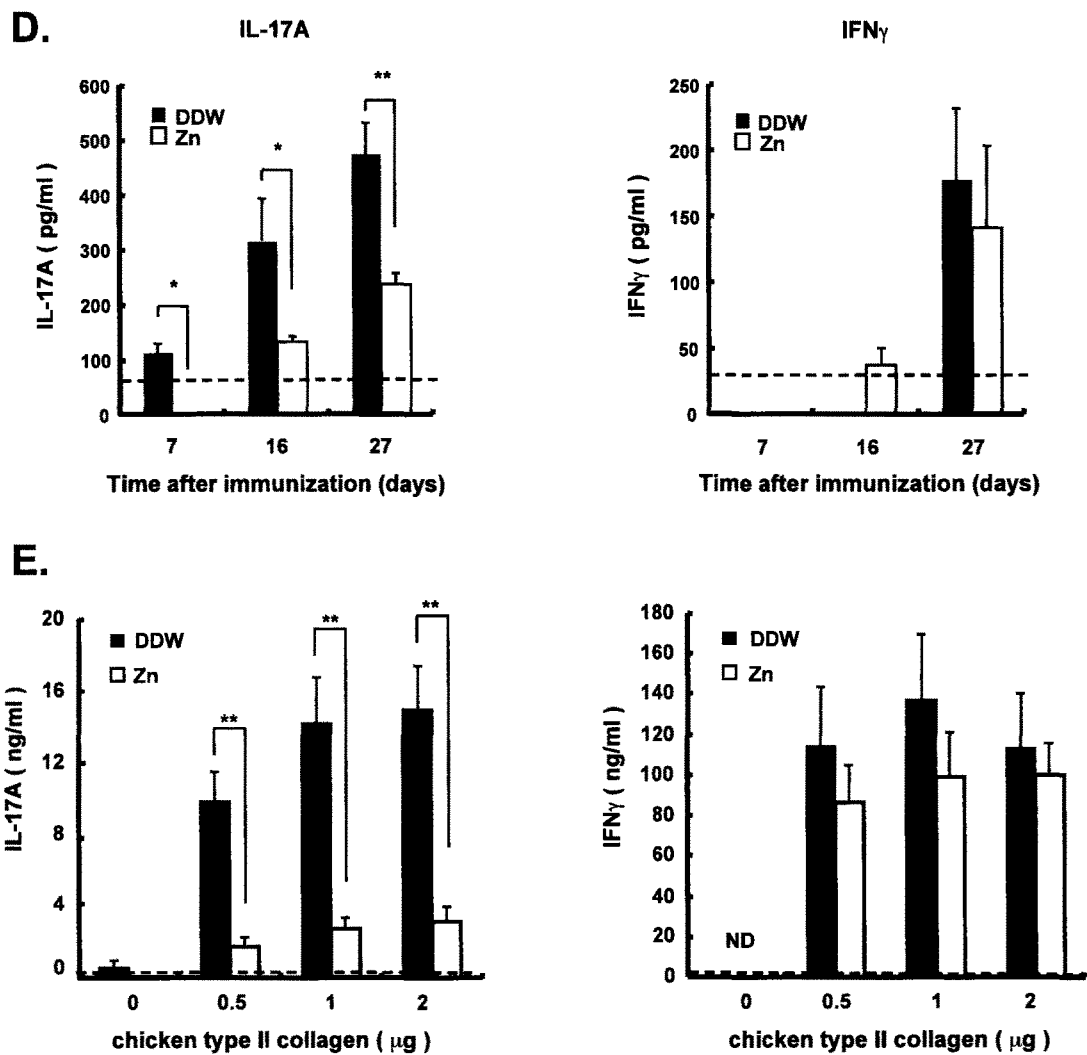 D.
IL-17A
IFNγ
IL-17A ( pg/ml )
600
500
400
300
200
100
0
■ DDW
□ Zn
*
*
**
7 16 27
Time after immunization (days)
IFNγ ( pg/ml )
250
200
150
100
50
0
■ DDW
□ Zn
7 16 27
Time after immunization (days)
E.
IL-17A ( ng/ml )
20
16
12
8
4
0
■ DDW
□ Zn
**
**
**
0 0.5 1 2
chicken type II collagen ( μg )
IFNγ ( ng/ml )
180
160
140
120
100
80
60
40
20
0
■ DDW
□ Zn
ND
0 0.5 1 2
chicken type II collagen ( μg )